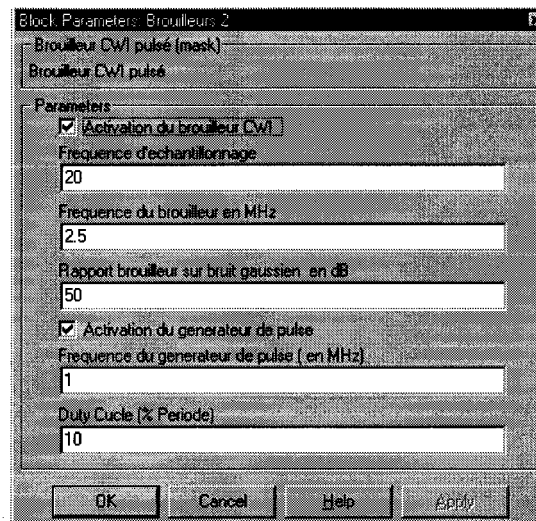 Block Parameters: Brouilleurs 2
Brouilleur CWI pulsé (mask)
Brouilleur CWI pulsé
Parameters
Activation du brouilleur CWI
Frequence d'echantillonnage
20
Frequence du brouilleur en MHz
2.5
Rapport brouilleur sur bruit gaussien en dB
50
Activation du generateur de pulse
Frequence du generateur de pulse ( en MHz)
1
Duty Cucle (% Periode)
10
OK Cancel Help Apply